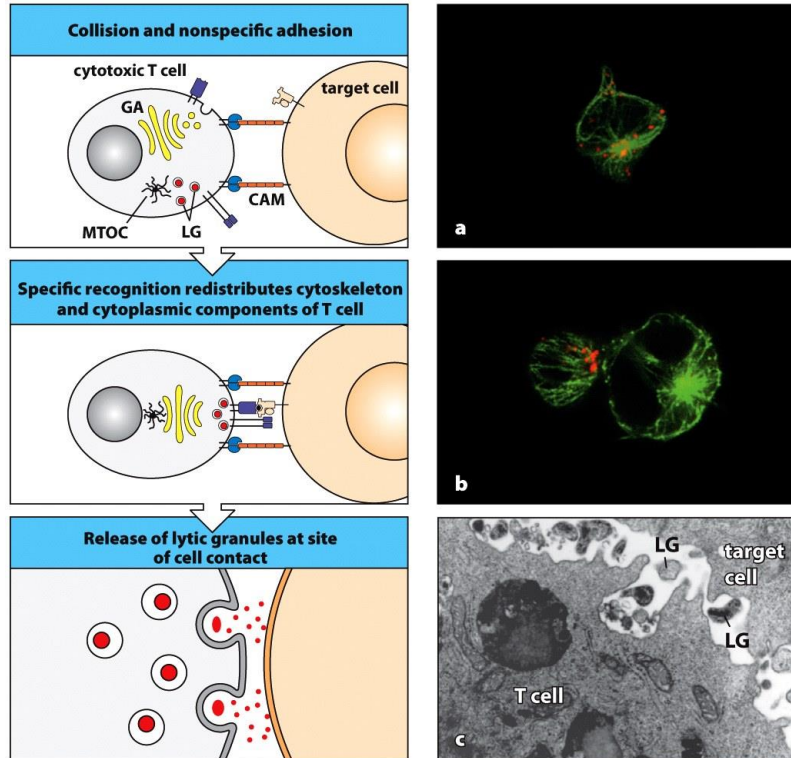 Collision and nonspecific adhesion
cytotoxic T cell
target cell
GA
CAM
MTOC
LG
a
Specific recognition redistributes cytoskeleton
and cytoplasmic components of T cell
b
Release of lytic granules at site
of cell contact
LG
target
cell
LG
T cell
c